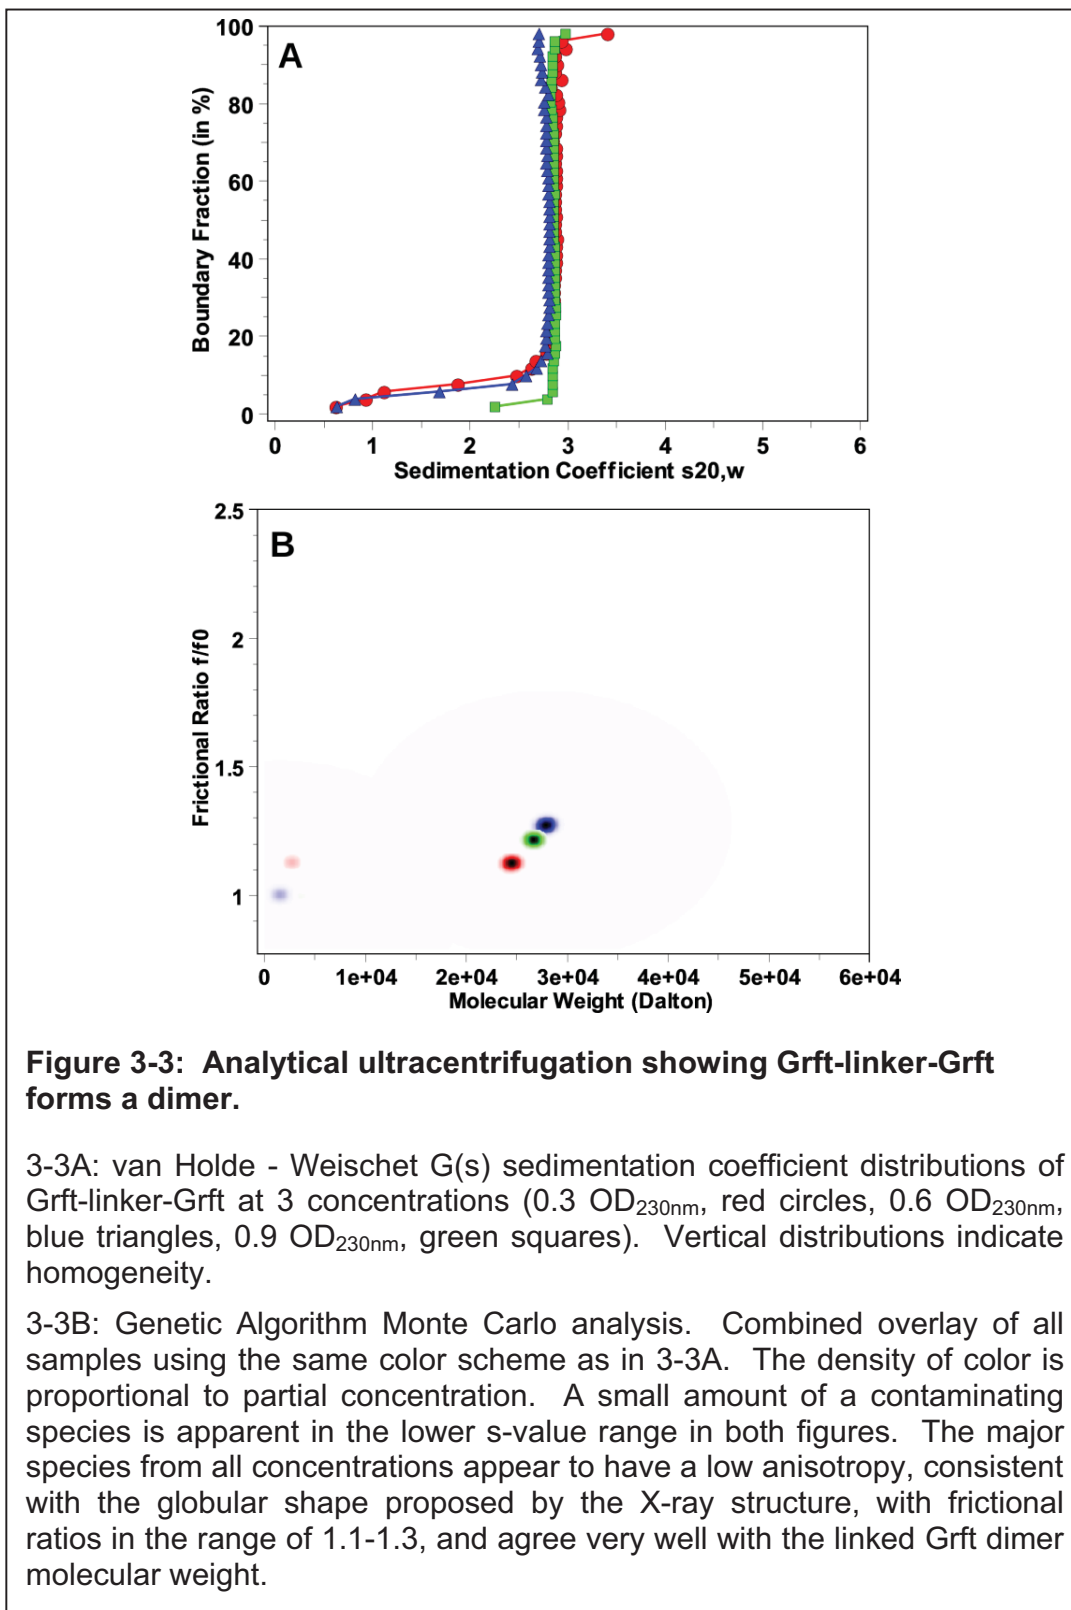 100
80
60
40
20
0
A
Boundary Fraction (in %)
0 1 2 3 4 5 6
Sedimentation Coefficient s20,w
2.5
2
1.5
1
B
Frictional Ratio f/f0
0 1e+04 2e+04 3e+04 4e+04 5e+04 6e+04
Molecular Weight (Dalton)
Figure 3-3: Analytical ultracentrifugation showing Grft-linker-Grft
forms a dimer.
3-3A: van Holde - Weischet G(s) sedimentation coefficient distributions of
Grft-linker-Grft at 3 concentrations (0.3 OD230nm, red circles, 0.6 OD230nm,
blue triangles, 0.9 OD230nm, green squares). Vertical distributions indicate
homogeneity.
3-3B: Genetic Algorithm Monte Carlo analysis. Combined overlay of all
samples using the same color scheme as in 3-3A. The density of color is
proportional to partial concentration. A small amount of a contaminating
species is apparent in the lower s-value range in both figures. The major
species from all concentrations appear to have a low anisotropy, consistent
with the globular shape proposed by the X-ray structure, with frictional
ratios in the range of 1.1-1.3, and agree very well with the linked Grft dimer
molecular weight.